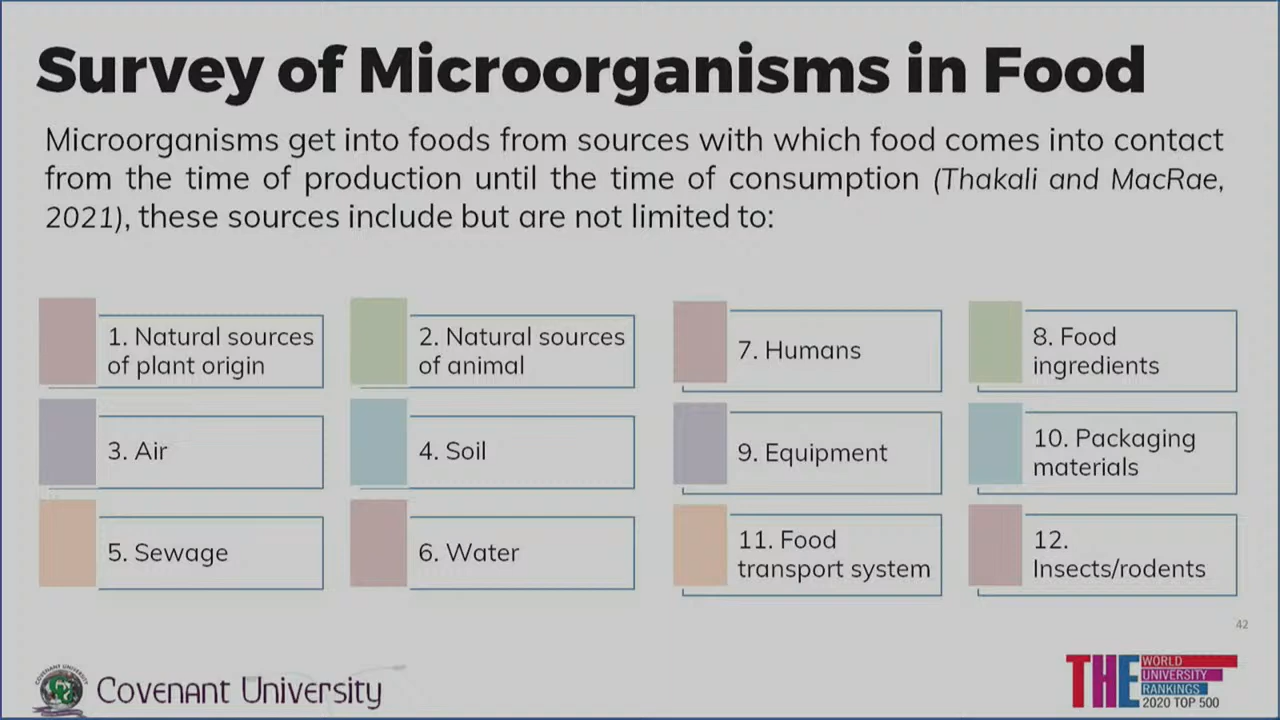 Survey of Microorganisms in Food
Microorganisms get into foods from sources with which food comes into contact
from the time of production until the time of consumption (Thakali and MacRae,
2021), these sources include but are not limited to:
1. Natural sources
of plant origin
2. Natural sources
of animal
3. Air
4. Soil
5. Sewage
6. Water
7. Humans
8. Food
ingredients
9. Equipment
10. Packaging
materials
11. Food
transport system
12.
Insects/rodents
42
Covenant University
THE
WORLD
UNIVERSITY
RANKINGS
2020 TOP 500